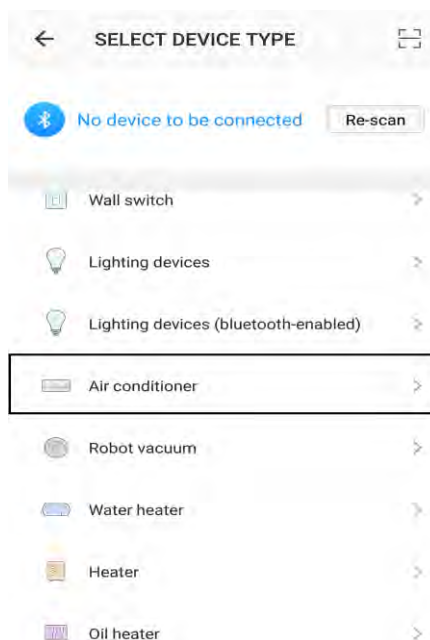 SELECT DEVICE TYPE
No device to be connected Re-scan
Wall switch
Lighting devices
Lighting devices (bluetooth-enabled)
Air conditioner
Robot vacuum
Water heater
Heater
Oil heater